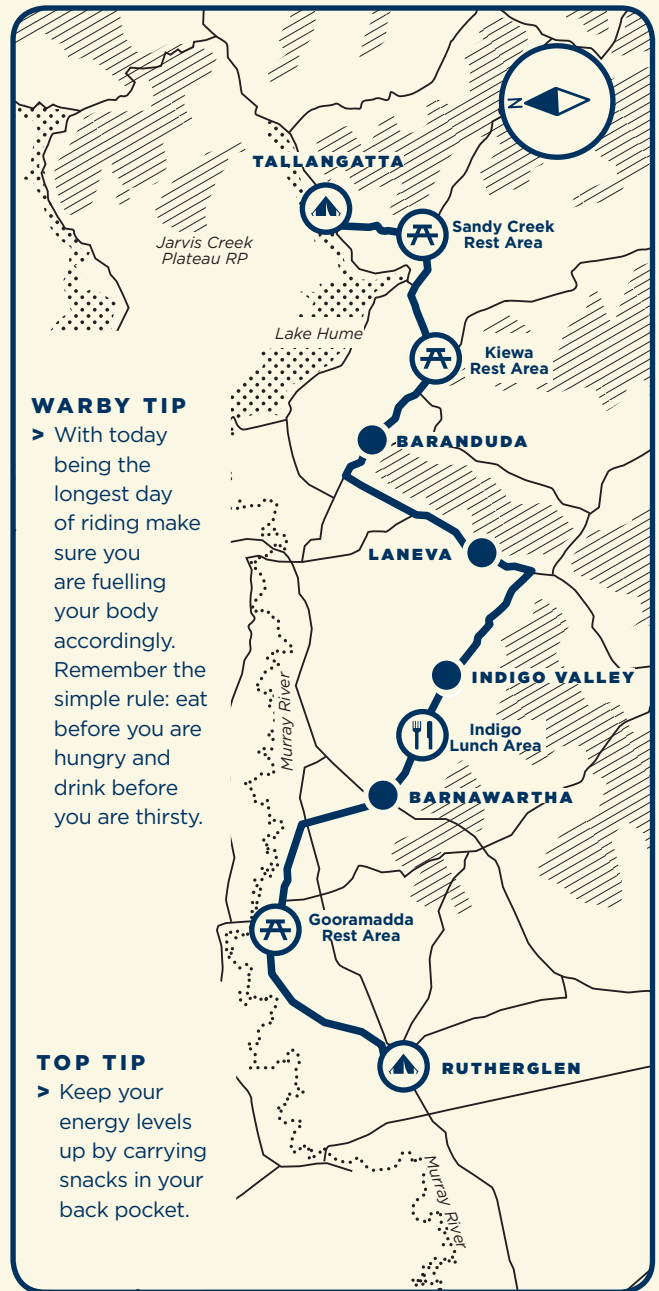 N
TALLANGATTA
Sandy Creek
Rest Area
Jarvis Creek
Plateau RP
Lake Hume
Kiewa
Rest Area
WARBY TIP
> With today
being the
longest day
of riding make
sure you
are fuelling
your body
accordingly.
Remember the
simple rule: eat
before you are
hungry and
drink before
you are thirsty.
BARANDUDA
LANEVA
INDIGO VALLEY
Murray River
Indigo
Lunch Area
BARNAWARTHA
Gooramadda
Rest Area
RUTHERGLEN
TOP TIP
> Keep your
energy levels
up by carrying
snacks in your
back pocket.
Murray River